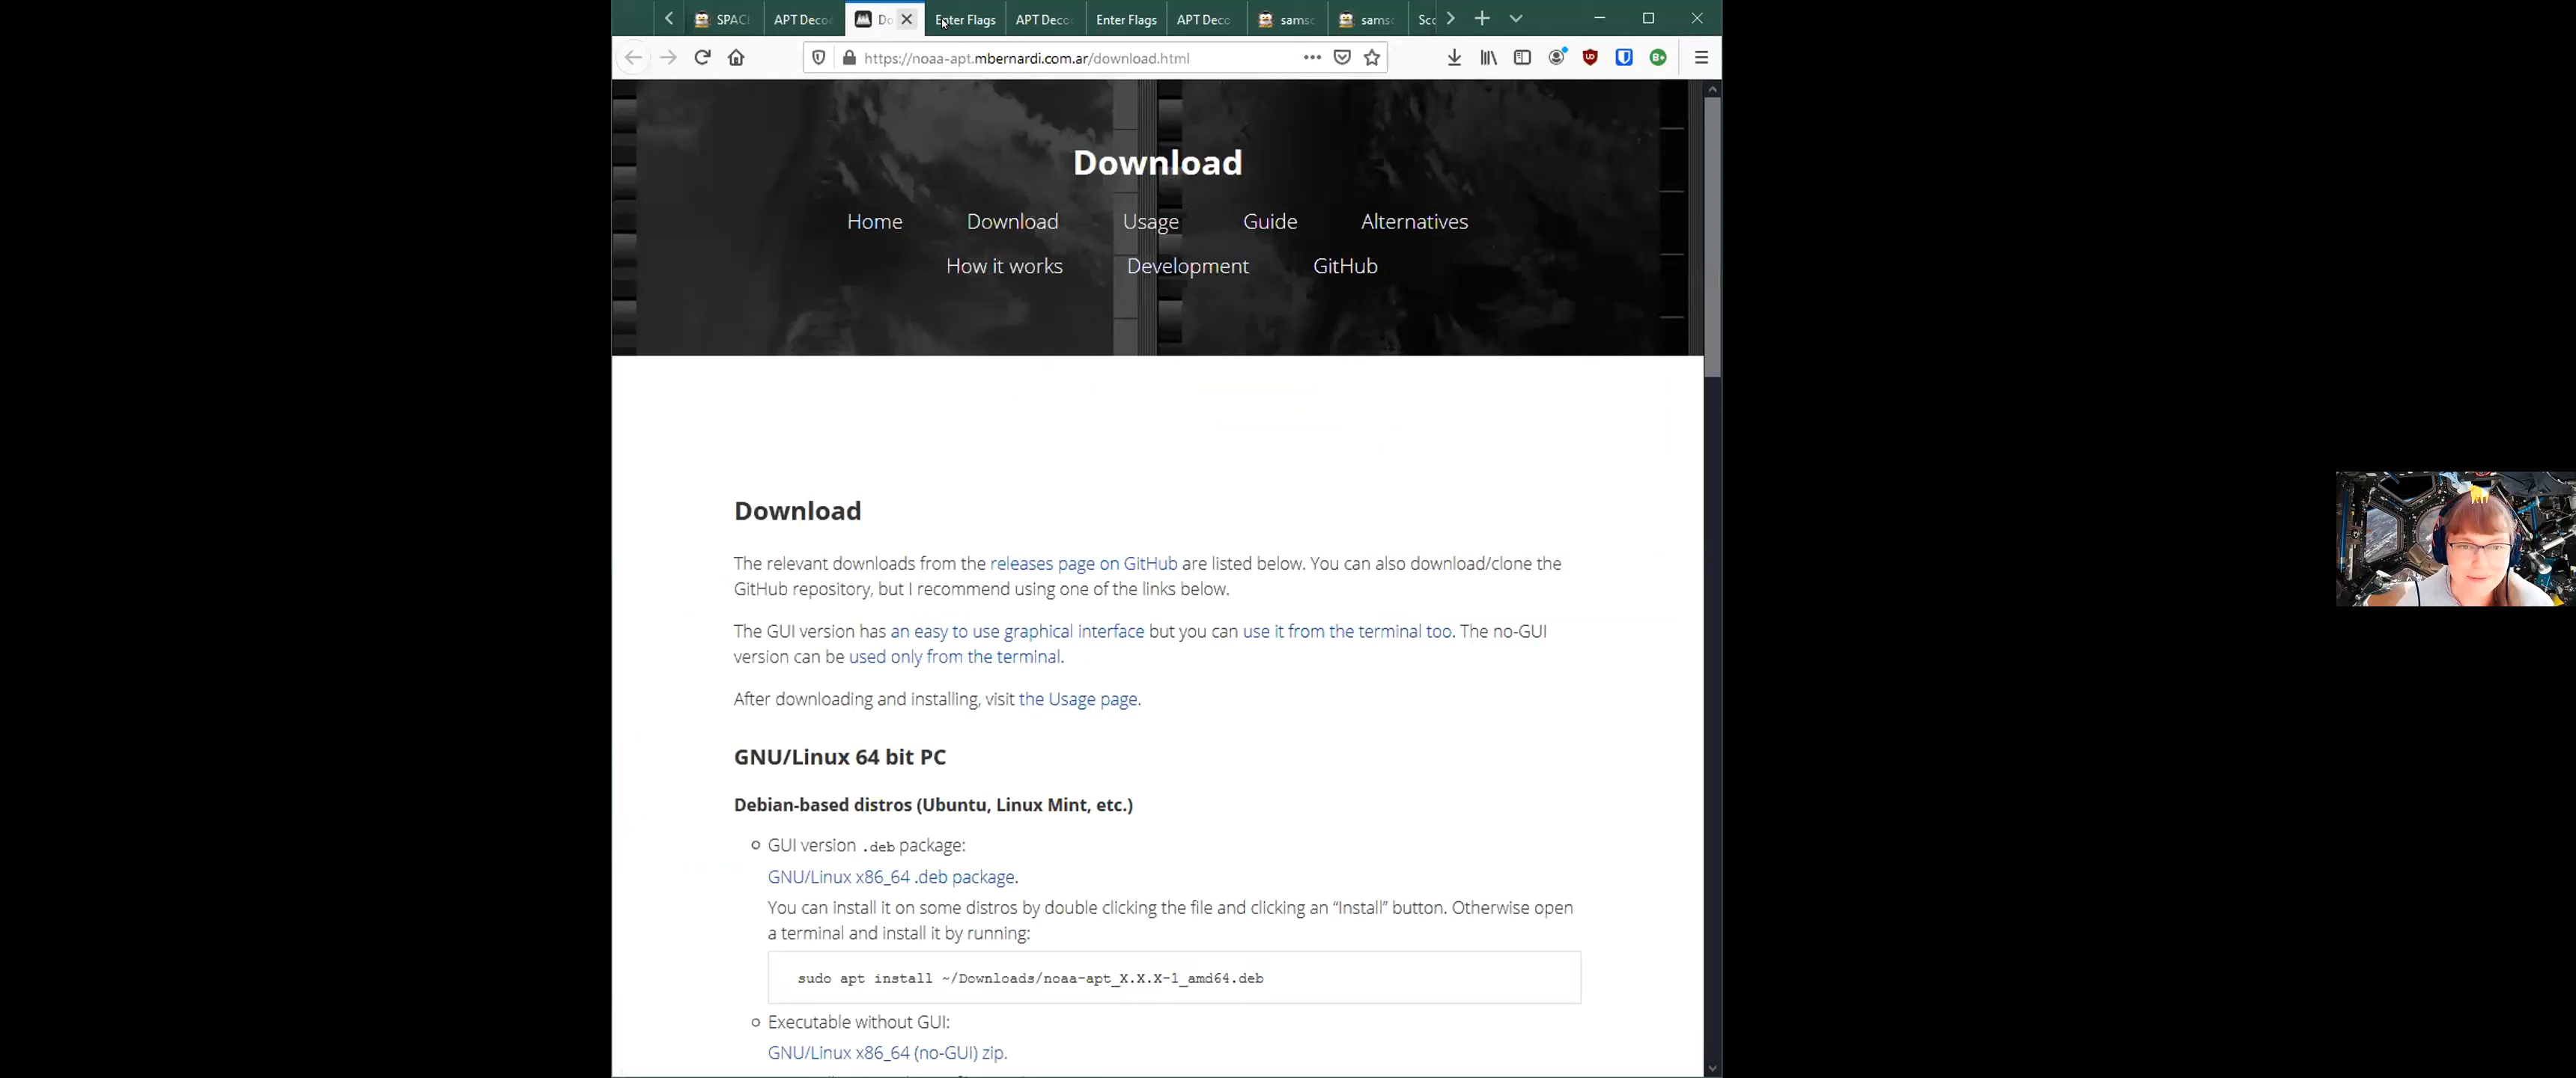 SPAC
APT Deco
Do
Enter Flags
APT Deco
Enter Flags
APT Deco
sams
sams
Sc
https://noaa-apt.mbernardi.com.ar/download.html
Download
Home Download Usage Guide Alternatives
How it works Development GitHub
Download
The relevant downloads from the releases page on GitHub are listed below. You can also download/clone the
GitHub repository, but I recommend using one of the links below.
The GUI version has an easy to use graphical interface but you can use it from the terminal too. The no-GUI
version can be used only from the terminal.
After downloading and installing, visit the Usage page.
GNU/Linux 64 bit PC
Debian-based distros (Ubuntu, Linux Mint, etc.)
GUI version .deb package:
GNU/Linux x86_64 .deb package.
You can install it on some distros by double clicking the file and clicking an “Install” button. Otherwise open
a terminal and install it by running:
sudo apt install ~/Downloads/noaa-apt_X.X.X-1_amd64.deb
Executable without GUI:
GNU/Linux x86_64 (no-GUI) zip.